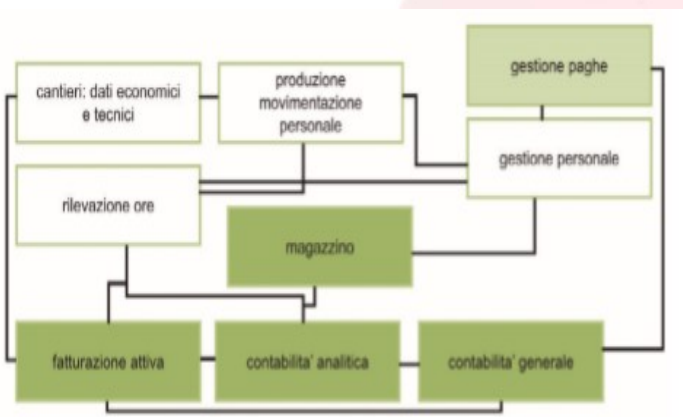 cantieri: dati economici
e tecnici
produzione
movimentazione
personale
gestione paghe
gestione personale
rilevazione ore
magazzino
fatturazione attiva
contabilita' analitica
contabilita' generale